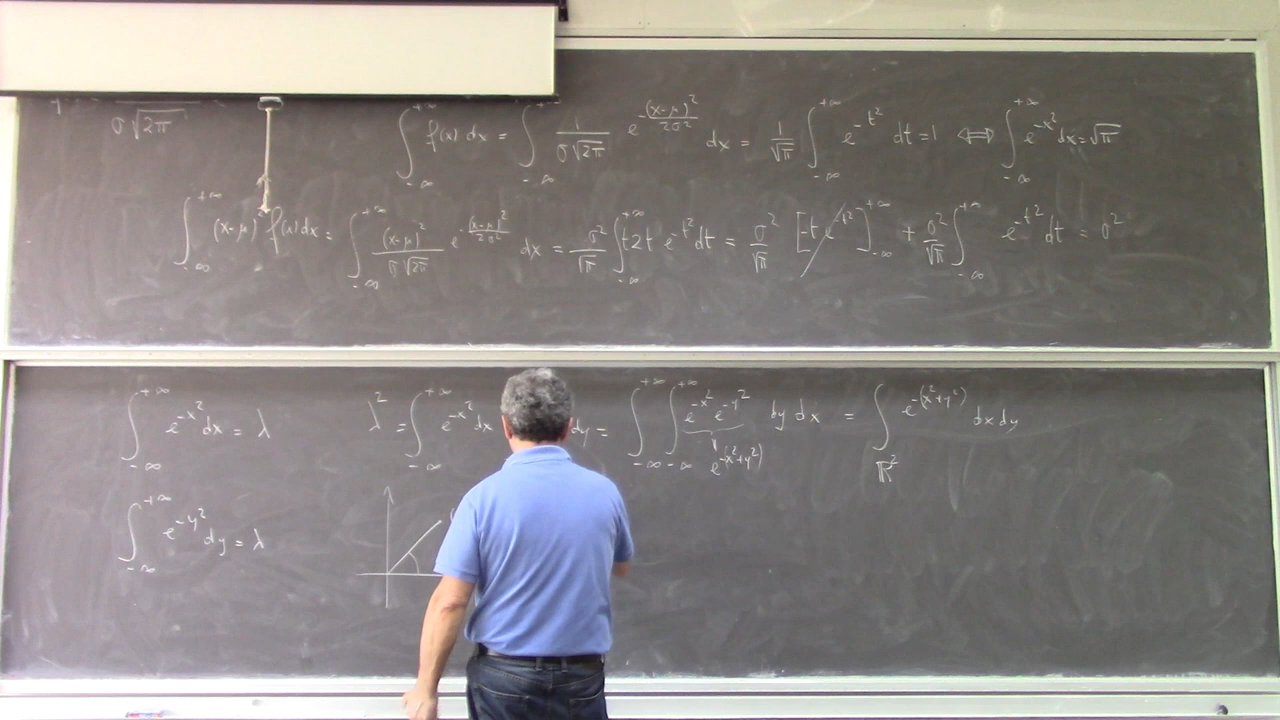 σ√2π
∫_{-∞}^{+∞} f(x) dx = ∫_{-∞}^{+∞} 1/(σ√2π) e^{-(x-μ)²/2σ²} dx = 1/√π ∫_{-∞}^{+∞} e^{-t²} dt = 1 ⟺ ∫_{-∞}^{+∞} e^{-x²} dx = √π
∫_{-∞}^{+∞} (x-μ)² f(x) dx = ∫_{-∞}^{+∞} (x-μ)²/(σ√2π) e^{-(x-μ)²/2σ²} dx = σ²/√π ∫_{-∞}^{+∞} t 2t e^{-t²} dt = σ²/√π [-t e^{-t²}]_{-∞}^{+∞} + σ²/√π ∫_{-∞}^{+∞} e^{-t²} dt = σ²
∫_{-∞}^{+∞} e^{-x²} dx = λ
λ² = ∫_{-∞}^{+∞} e^{-x²} dx dy = ∫_{-∞}^{+∞} ∫_{-∞}^{+∞} e^{-x²} e^{-y²} dy dx = ∫_{ℝ²} e^{-(x²+y²)} dx dy
e^{-(x²+y²)}
∫_{-∞}^{+∞} e^{-y²} dy = λ